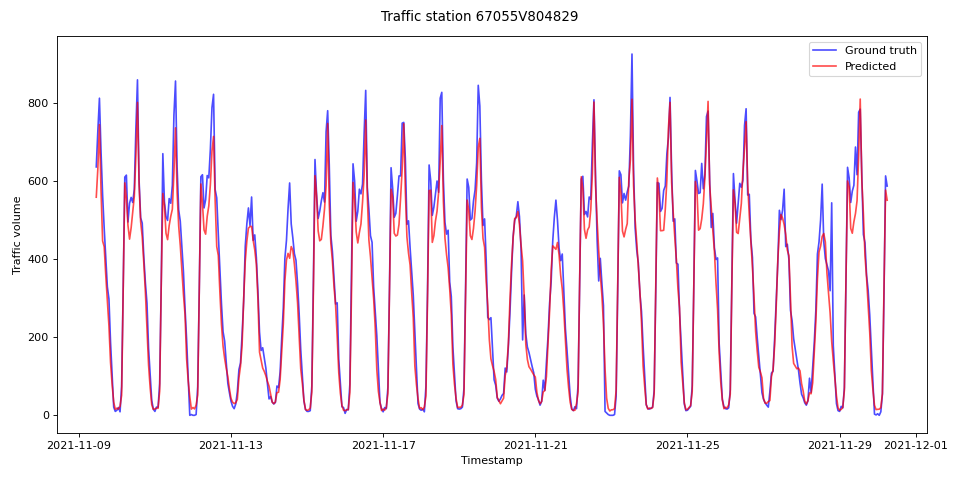 Traffic station 67055V804829
Ground truth
Predicted
Traffic volume
800
600
400
200
0
2021-11-09
2021-11-13
2021-11-17
2021-11-21
2021-11-25
2021-11-29
2021-12-01
Timestamp